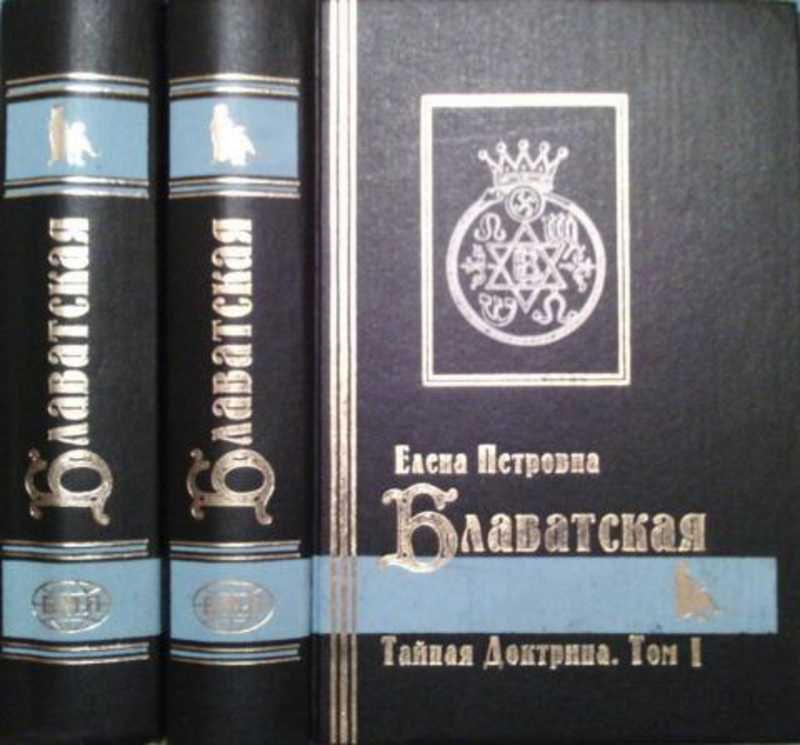 Блаватская
Блаватская
Елена Петровна
Блаватская
Тайная Доктрина. Том I